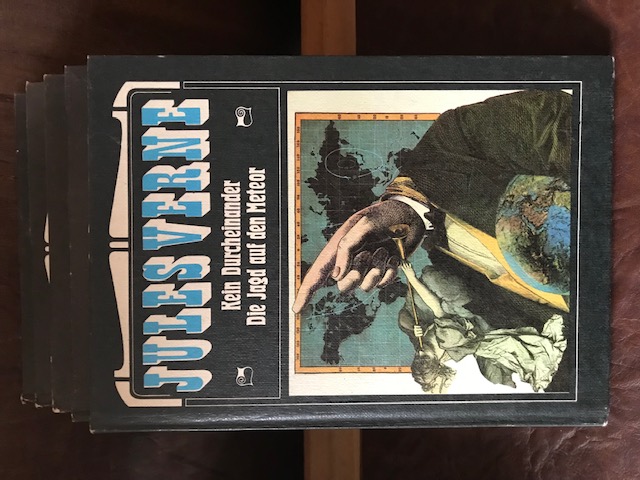 JULES VERNE
Kein Durcheinander
Die Jagd auf den Meteor